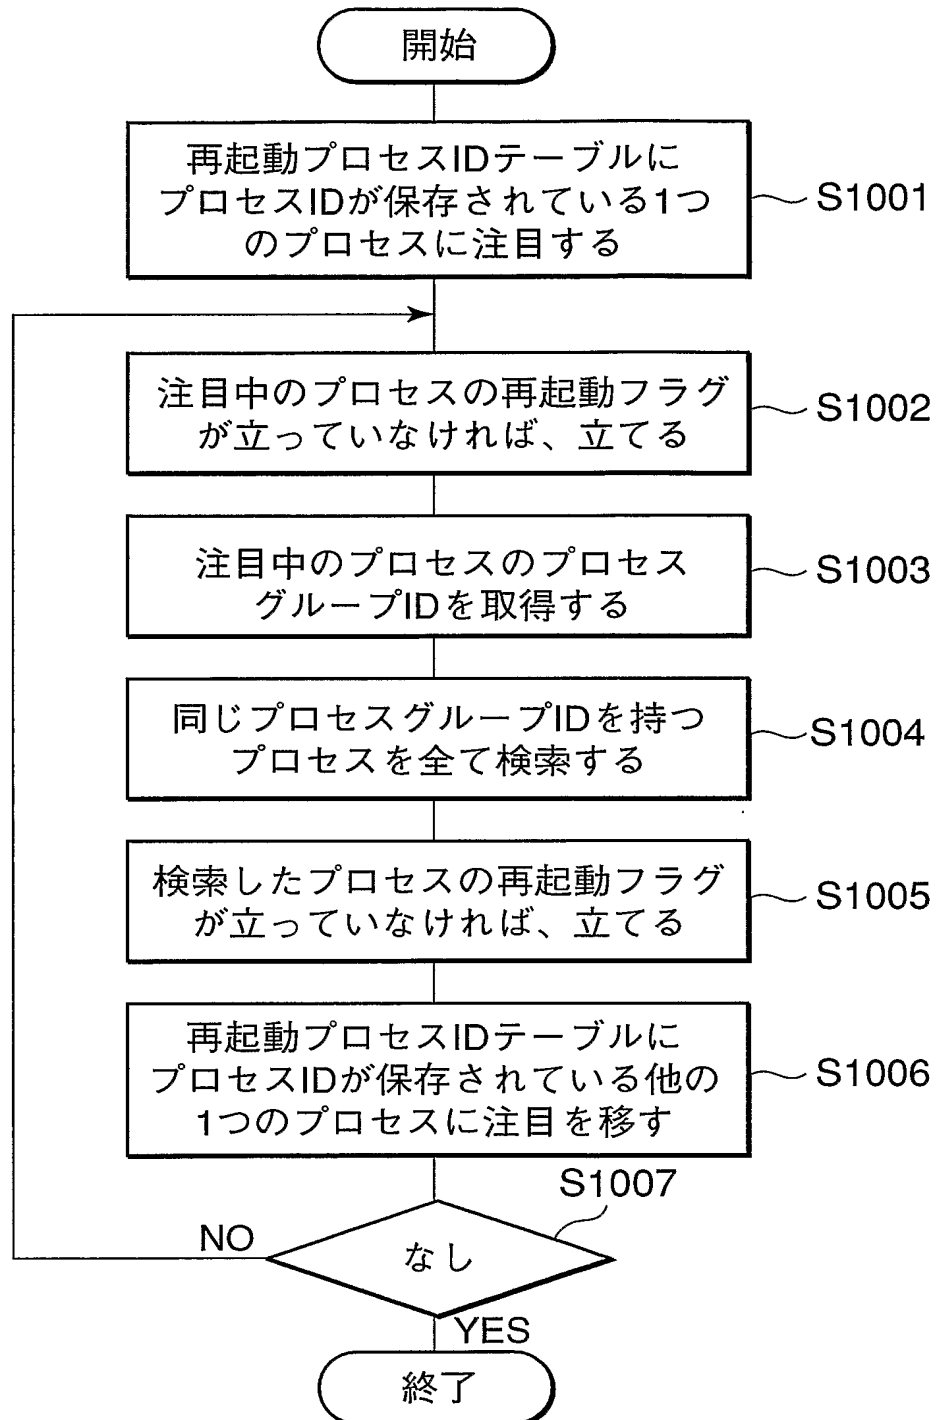 開始
再起動プロセスIDテーブルに
プロセスIDが保存されている1つ
のプロセスに注目する
S1001
注目中のプロセスの再起動フラグ
が立っていなければ、立てる
S1002
注目中のプロセスのプロセス
グループIDを取得する
S1003
同じプロセスグループIDを持つ
プロセスを全て検索する
S1004
検索したプロセスの再起動フラグ
が立っていなければ、立てる
S1005
再起動プロセスIDテーブルに
プロセスIDが保存されている他の
1つのプロセスに注目を移す
S1006
S1007
NO
なし
YES
終了